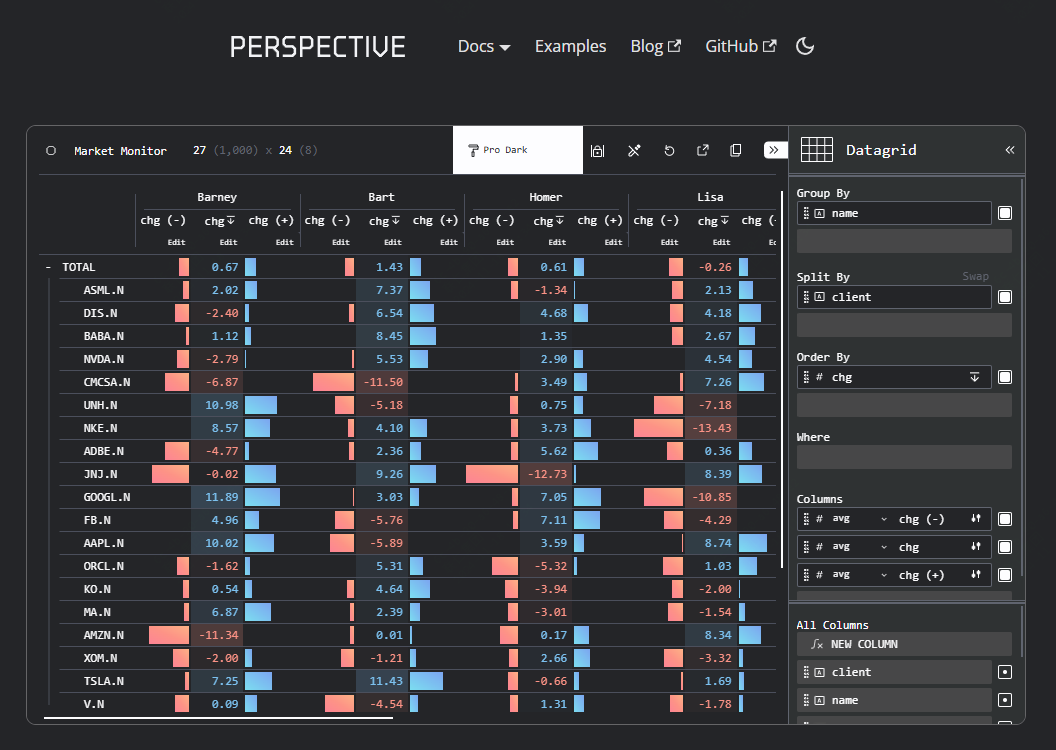 PERSPECTIVE Docs Examples Blog GitHub
Market Monitor 27 (1,000) x 24 (8) Pro Dark Datagrid
Barney Bart Homer Lisa
chg (-) chg chg (+) chg (-) chg chg (+) chg (-) chg chg (+) chg (-) chg chg (
Edit Edit Edit Edit Edit Edit Edit Edit Edit Edit Edit
- TOTAL 0.67 1.43 0.61 -0.26
ASML.N 2.02 7.37 -1.34 2.13
DIS.N -2.40 6.54 4.68 4.18
BABA.N 1.12 8.45 1.35 2.67
NVDA.N -2.79 5.53 2.90 4.54
CMCSA.N -6.87 -11.50 3.49 7.26
UNH.N 10.98 -5.18 0.75 -7.18
NKE.N 8.57 4.10 3.73 -13.43
ADBE.N -4.77 2.36 5.62 0.36
JNJ.N -0.02 9.26 -12.73 8.39
GOOGL.N 11.89 3.03 7.05 -10.85
FB.N 4.96 -5.76 7.11 -4.29
AAPL.N 10.02 -5.89 3.59 8.74
ORCL.N -1.62 5.31 -5.32 1.03
KO.N 0.54 4.64 -3.94 -2.00
MA.N 6.87 2.39 -3.01 -1.54
AMZN.N -11.34 0.01 0.17 8.34
XOM.N -2.00 -1.21 2.66 -3.32
TSLA.N 7.25 11.43 -0.66 1.69
V.N 0.09 -4.54 1.31 -1.78
Group By
A name
Split By Swap
A client
Order By
# chg
Where
Columns
# avg chg (-)
# avg chg
# avg chg (+)
All Columns
ƒx NEW COLUMN
A client
A name